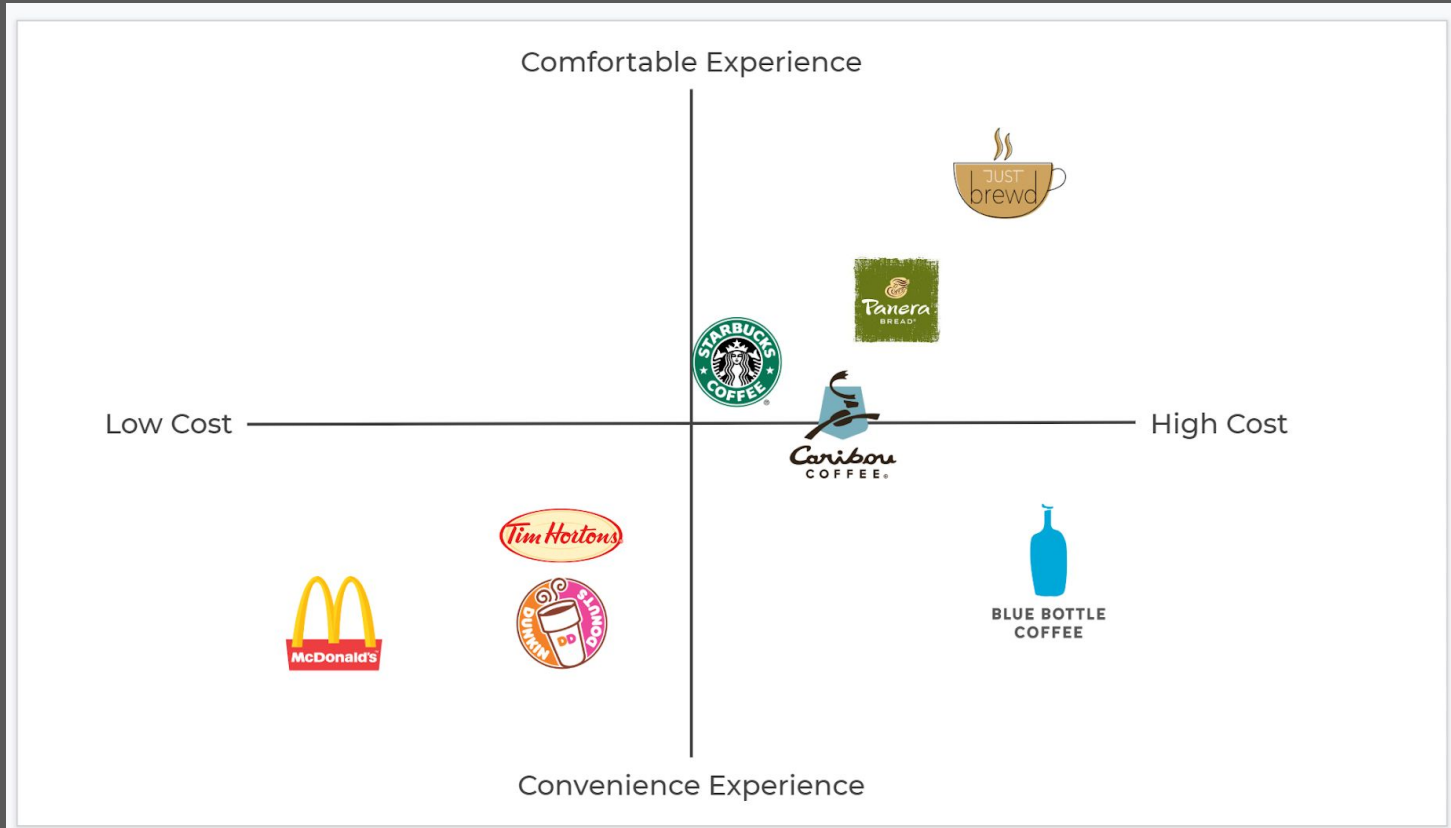 Comfortable Experience
JUST
brewd
Panera
BREAD®
STARBUCKS
COFFEE
®
Low Cost
High Cost
Caribou
COFFEE®
Tim Hortons®
DUNKIN'
DONUTS
DD
McDonald's
BLUE BOTTLE
COFFEE
Convenience Experience